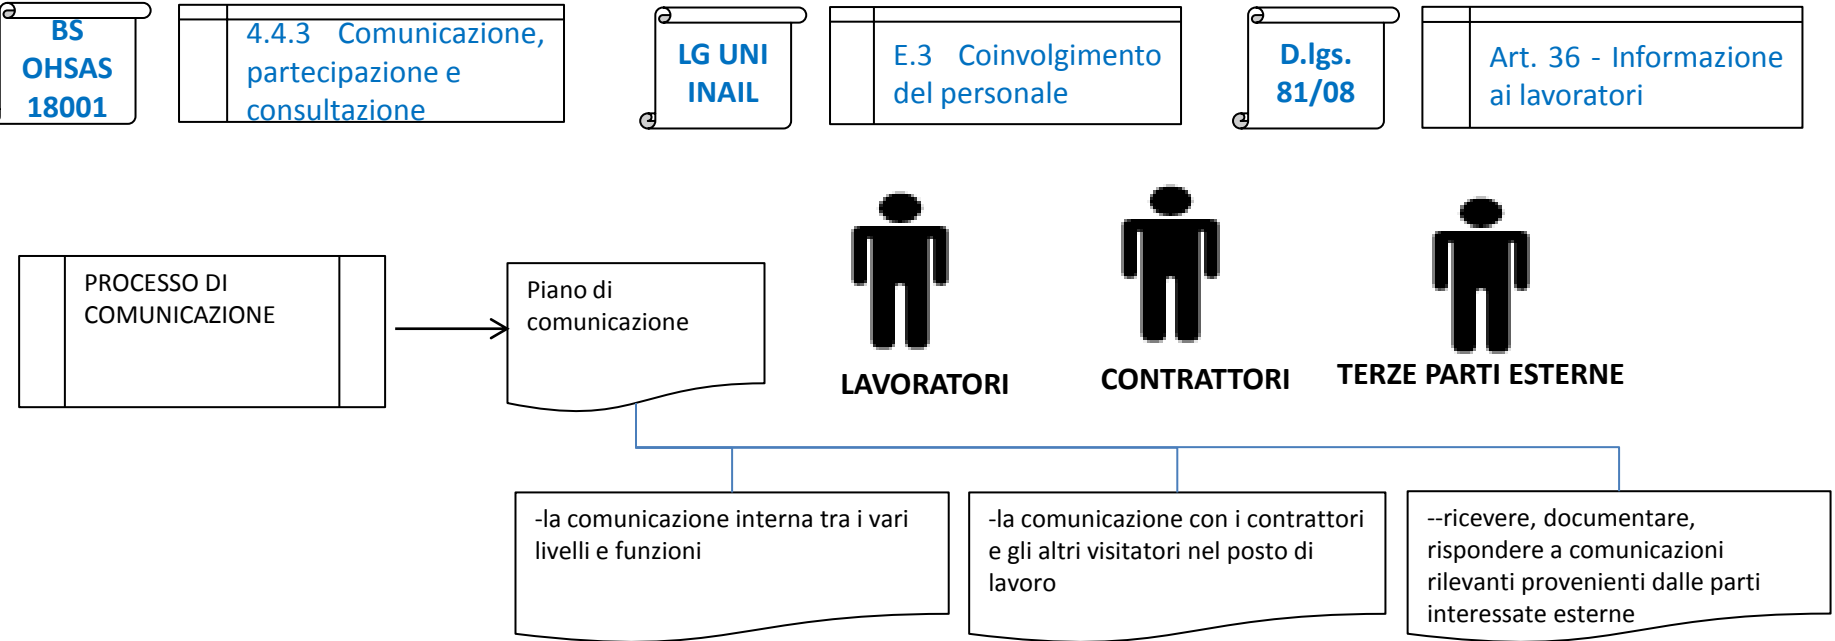 BS
OHSAS
18001
4.4.3 Comunicazione,
partecipazione e
consultazione
LG UNI
INAIL
E.3 Coinvolgimento
del personale
D.lgs.
81/08
Art. 36 - Informazione
ai lavoratori
PROCESSO DI
COMUNICAZIONE
Piano di
comunicazione
LAVORATORI
CONTRATTORI
TERZE PARTI ESTERNE
-la comunicazione interna tra i vari
livelli e funzioni
-la comunicazione con i contrattori
e gli altri visitatori nel posto di
lavoro
--ricevere, documentare,
rispondere a comunicazioni
rilevanti provenienti dalle parti
interessate esterne